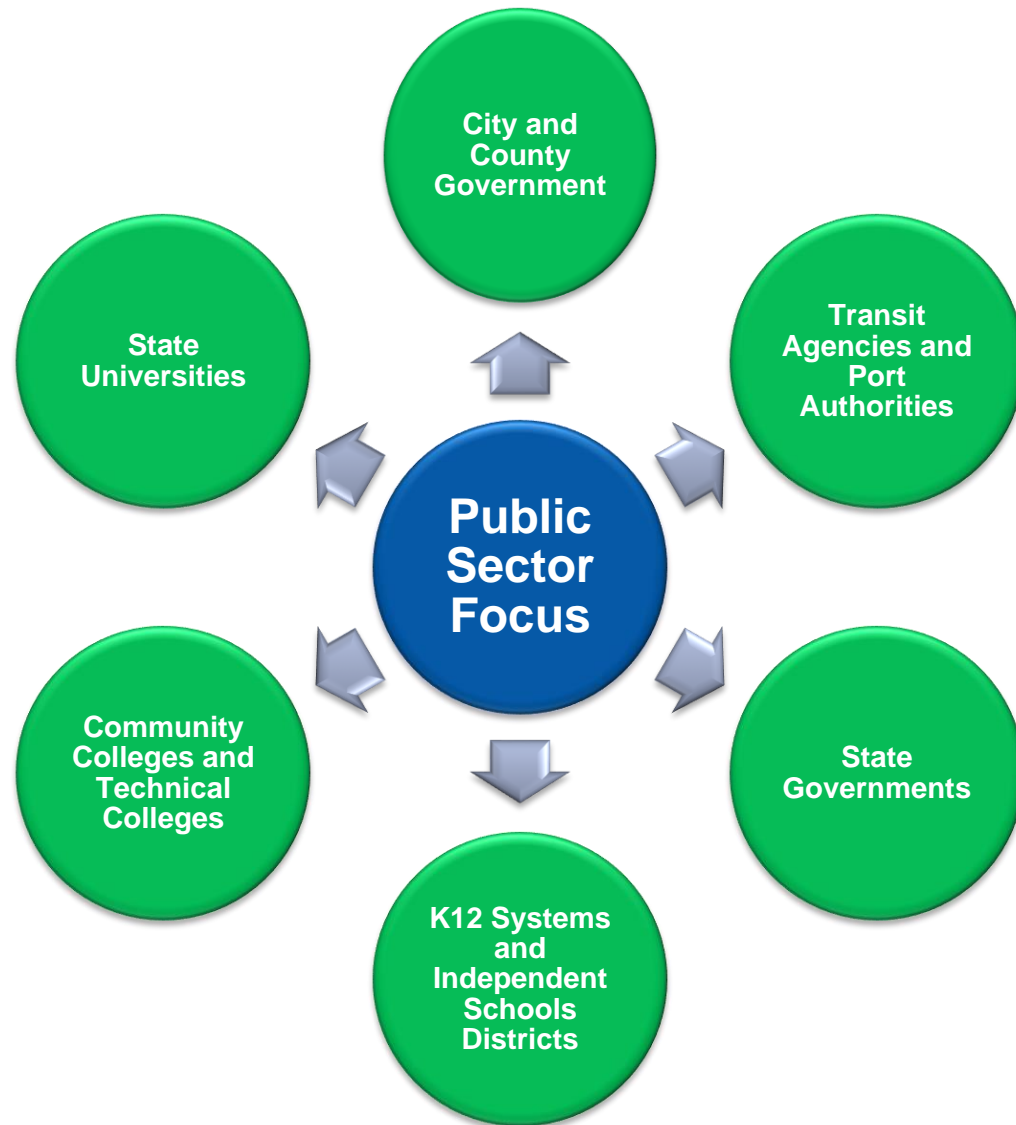 City and
County
Government
Transit
Agencies and
Port
Authorities
State
Governments
K12 Systems
and
Independent
Schools
Districts
Community
Colleges and
Technical
Colleges
State
Universities
Public
Sector
Focus